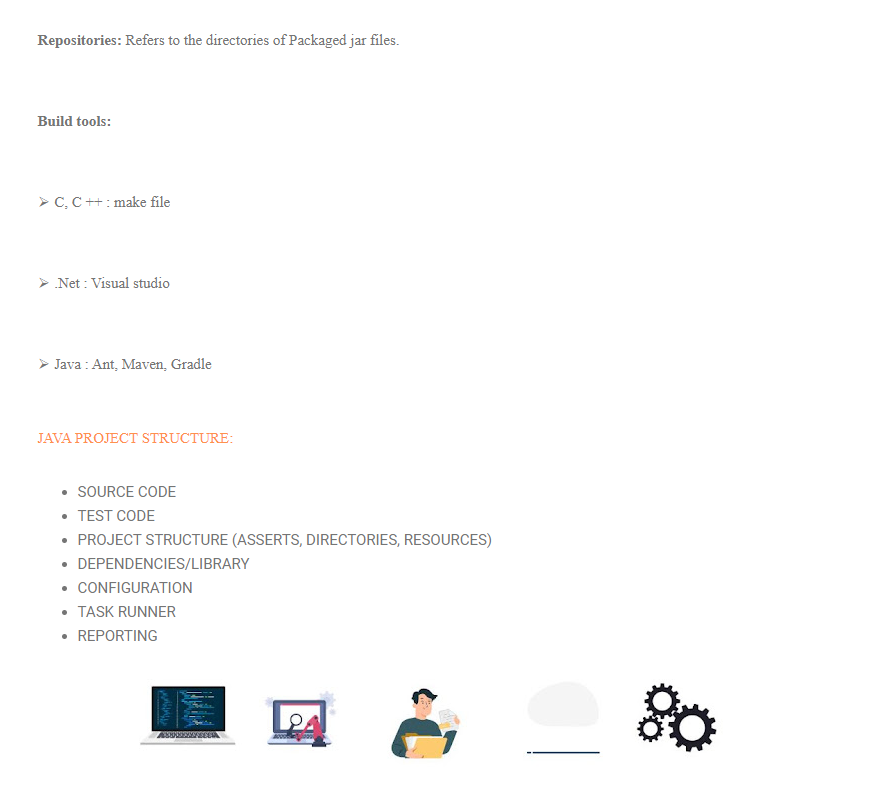 Repositories: Refers to the directories of Packaged jar files.
Build tools:
➢ C, C ++ : make file
➢ .Net : Visual studio
➢ Java : Ant, Maven, Gradle
JAVA PROJECT STRUCTURE:
• SOURCE CODE
• TEST CODE
• PROJECT STRUCTURE (ASSERTS, DIRECTORIES, RESOURCES)
• DEPENDENCIES/LIBRARY
• CONFIGURATION
• TASK RUNNER
• REPORTING